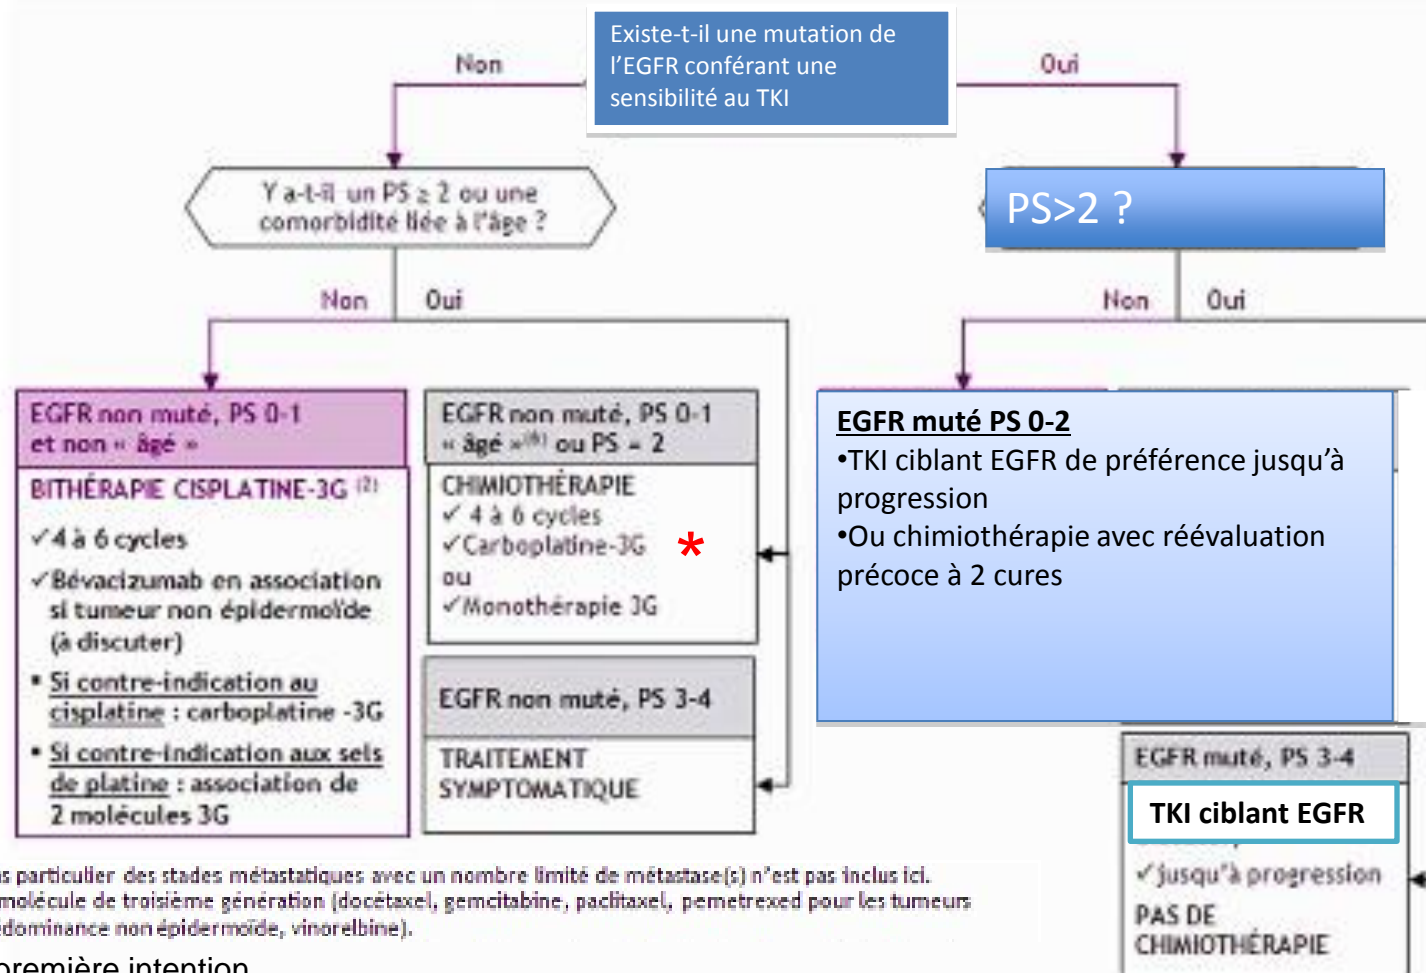 Existe-t-il une mutation de
l'EGFR conférant une
sensibilité au TKI
Non
Oui
Y a-t-il un PS ≥ 2 ou une
comorbidité liée à l'âge ?
PS>2 ?
Non
Oui
Non
Oui
EGFR non muté, PS 0-1
et non « âgé »
BITHÉRAPIE CISPLATINE-3G (2)
✓4 à 6 cycles
✓Bévacizumab en association
si tumeur non épidermoïde
(à discuter)
▪ Si contre-indication au
cisplatine : carboplatine -3G
▪ Si contre-indication aux sels
de platine : association de
2 molécules 3G
EGFR non muté, PS 0-1
« âgé »(6) ou PS = 2
CHIMIOTHÉRAPIE
✓ 4 à 6 cycles
✓Carboplatine-3G
*
ou
✓Monothérapie 3G
EGFR non muté, PS 3-4
TRAITEMENT
SYMPTOMATIQUE
EGFR muté PS 0-2
•TKI ciblant EGFR de préférence jusqu'à
progression
•Ou chimiothérapie avec réévaluation
précoce à 2 cures
EGFR muté, PS 3-4
TKI ciblant EGFR
✓jusqu'à progression
PAS DE
CHIMIOTHÉRAPIE
particulier des stades métastatiques avec un nombre limité de métastase(s) n'est pas inclus ici.
molécule de troisième génération (docétaxel, gemcitabine, paclitaxel, pemetrexed pour les tumeurs
non épidermoïde, vinorelbine).
première intention